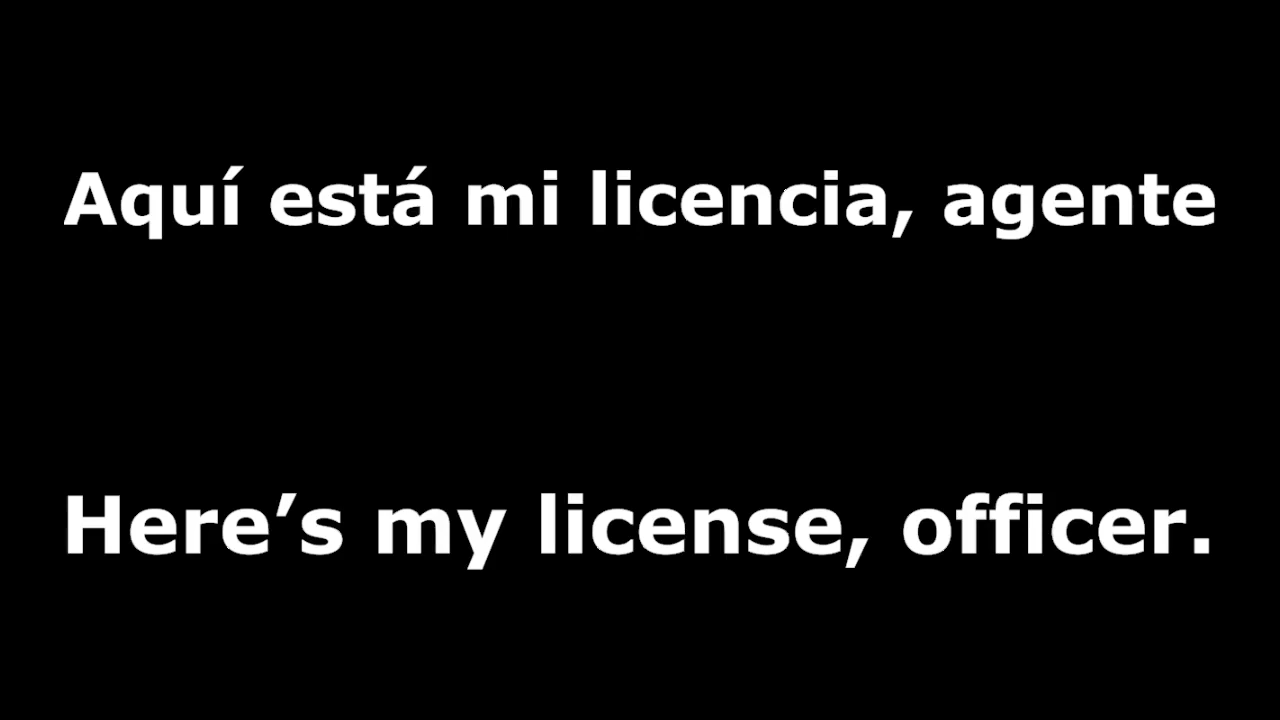 Aquí está mi licencia, agente
Here’s my license, officer.